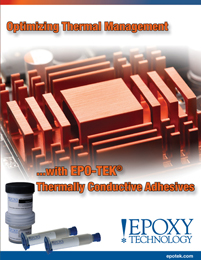 Optimizing Thermal Management
...with EPO-TEK®
Thermally Conductive Adhesives
EPOXY
TECHNOLOGY
epotek.com